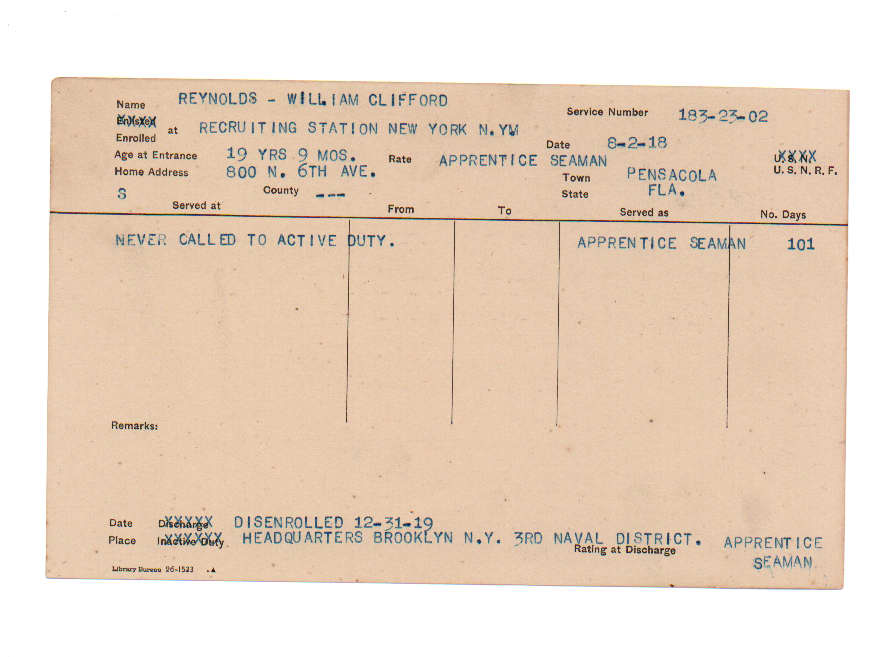 Name REYNOLDS - WILLIAM CLIFFORD Service Number 183-23-02
Enlisted
Enrolled at RECRUITING STATION NEW YORK N.Y. Date 8-2-18
Age at Entrance 19 YRS 9 MOS. Rate APPRENTICE SEAMAN U.S.N.
U.S.N.R.F.
Home Address 800 N. 6TH AVE. Town PENSACOLA
S County --- State FLA.
Served at From To Served as No. Days
NEVER CALLED TO ACTIVE DUTY. APPRENTICE SEAMAN 101
Remarks:
Date Discharge DISENROLLED 12-31-19
Place Inactive Duty HEADQUARTERS BROOKLYN N.Y. 3RD NAVAL DISTRICT.
Rating at Discharge APPRENTICE
SEAMAN
Library Bureau 26-1523 .▲